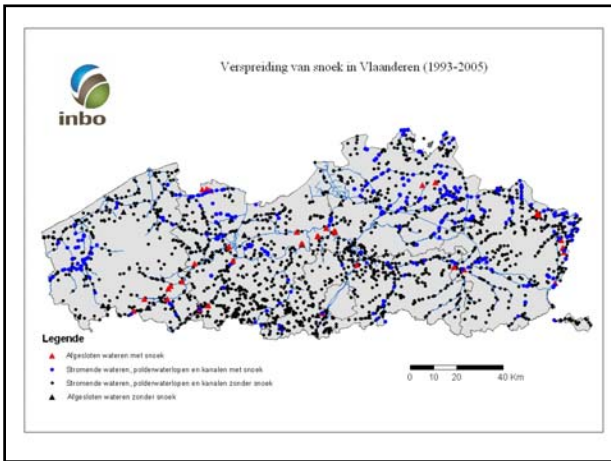 Verspreiding van snoek in Vlaanderen (1993-2005)
inbo
Legende
Afgesloten wateren met snoek
Stromende wateren, polderwaterlopen en kanalen met snoek
Stromende wateren, polderwaterlopen en kanalen zonder snoek
Afgesloten wateren zonder snoek
0 10 20 40 Km